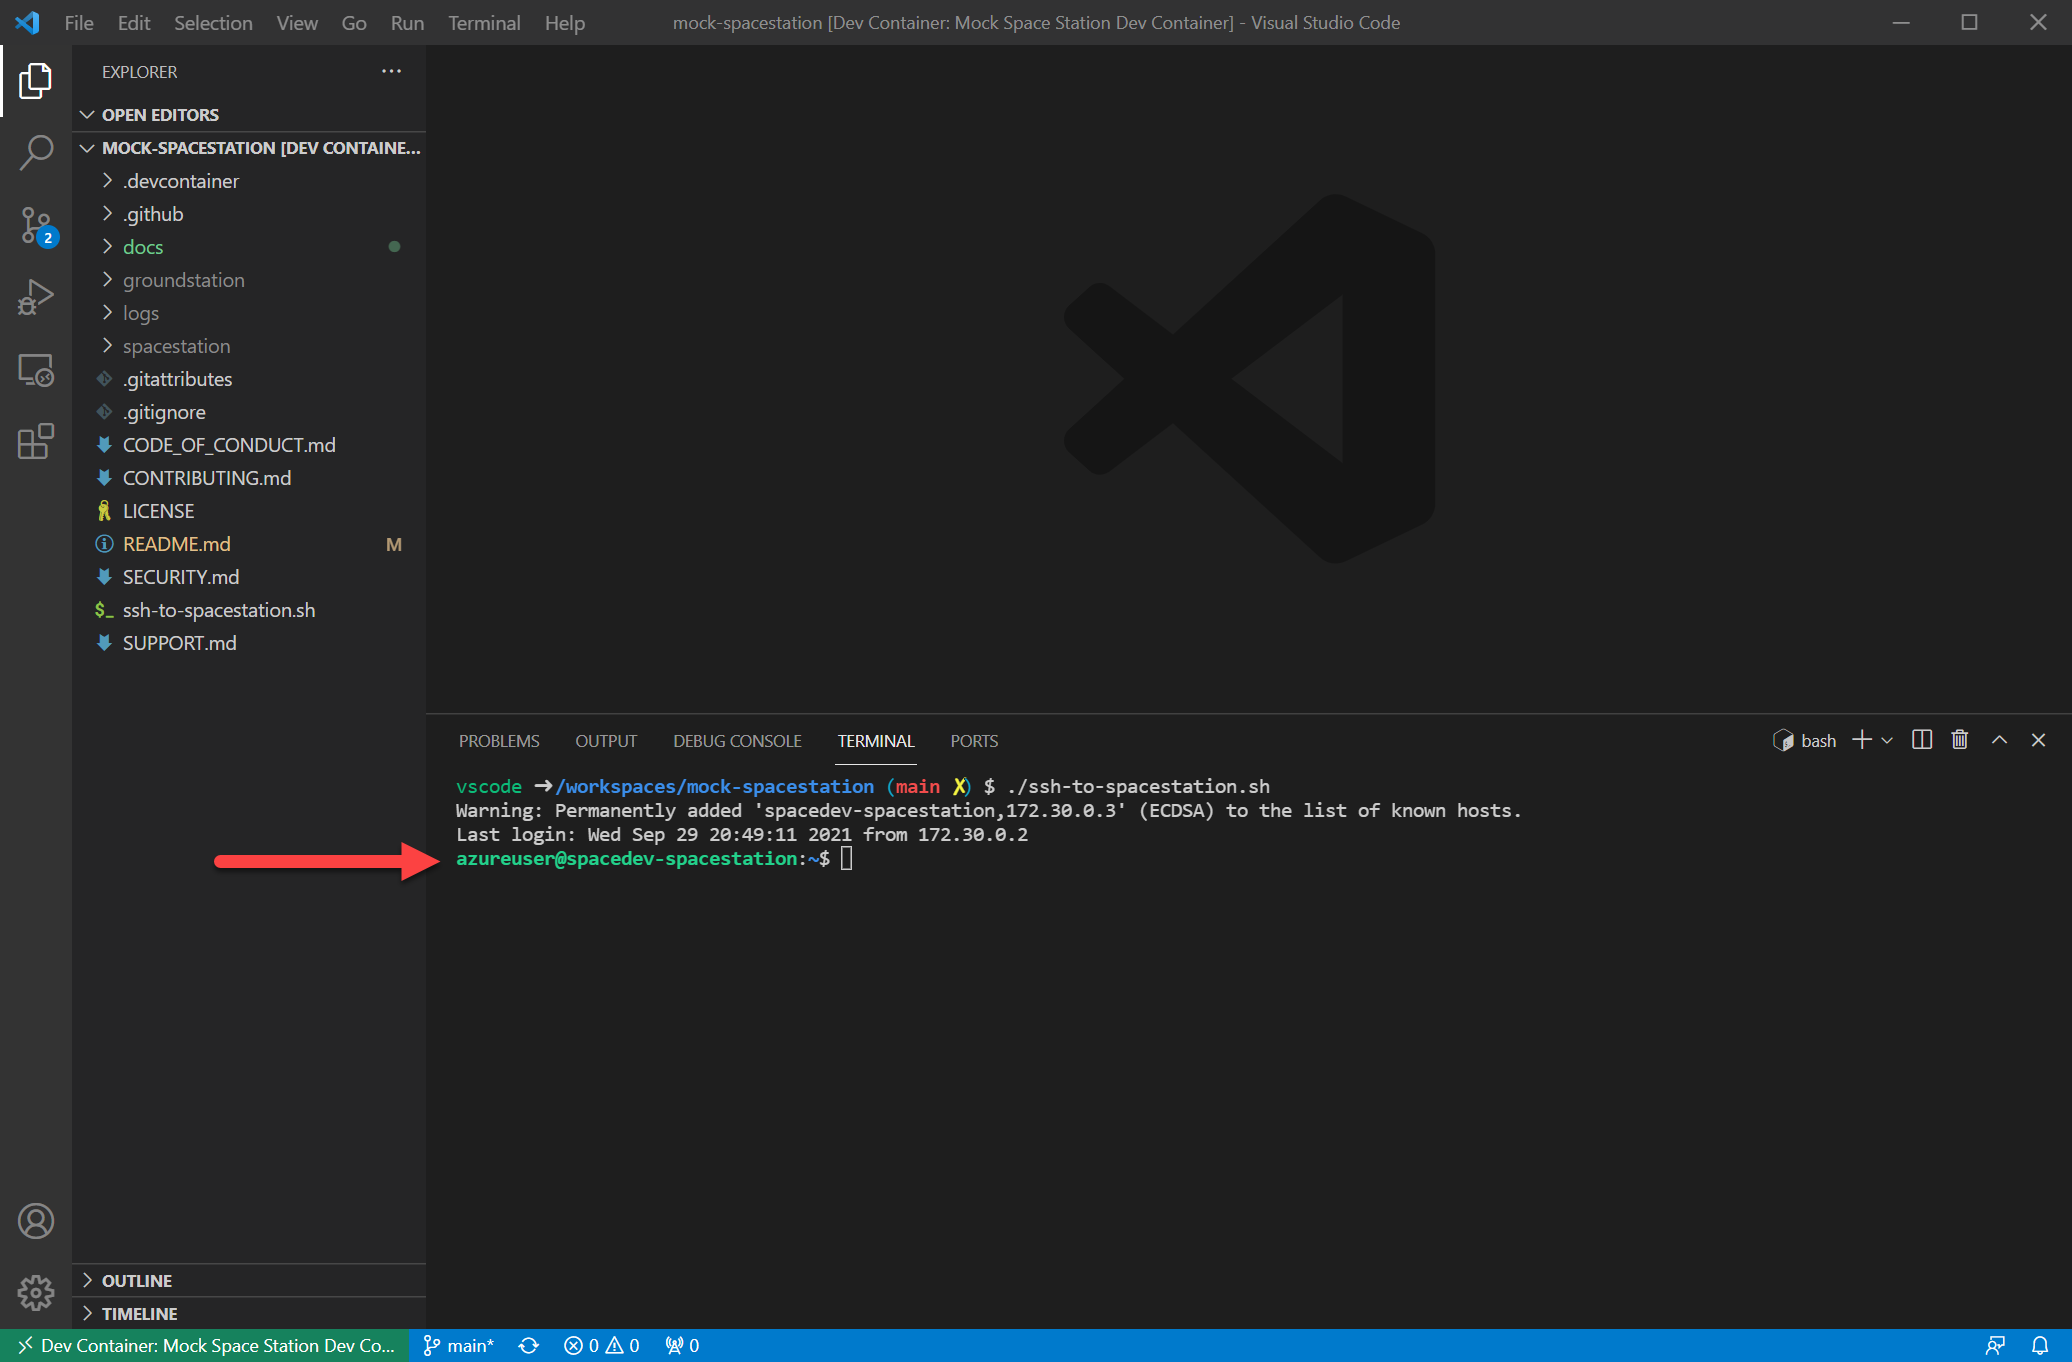 File Edit Selection View Go Run Terminal Help
mock-spacestation [Dev Container: Mock Space Station Dev Container] - Visual Studio Code
EXPLORER
OPEN EDITORS
MOCK-SPACESTATION [DEV CONTAINE...
.devcontainer
.github
docs
groundstation
logs
spacestation
.gitattributes
.gitignore
CODE_OF_CONDUCT.md
CONTRIBUTING.md
LICENSE
README.md M
SECURITY.md
$_ ssh-to-spacestation.sh
SUPPORT.md
2
OUTLINE
TIMELINE
PROBLEMS OUTPUT DEBUG CONSOLE TERMINAL PORTS
bash
vscode ➜ /workspaces/mock-spacestation (main ✗) $ ./ssh-to-spacestation.sh
Warning: Permanently added 'spacedev-spacestation,172.30.0.3' (ECDSA) to the list of known hosts.
Last login: Wed Sep 29 20:49:11 2021 from 172.30.0.2
azureuser@spacedev-spacestation:~$
Dev Container: Mock Space Station Dev Co... main* 0 0 0